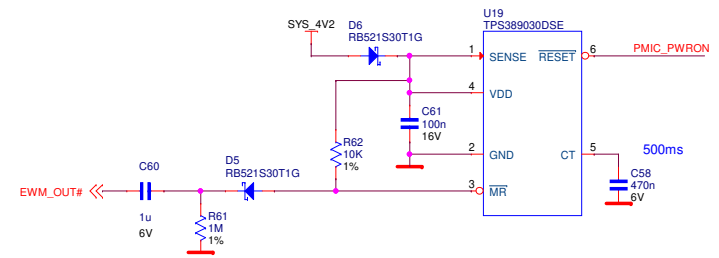 U19
TPS389030DSE
SYS_4V2
D6
RB521S30T1G
1
SENSE
RESET
6
PMIC_PWRON
4
VDD
C61
100n
16V
R62
10K
1%
2
GND
CT
5
500ms
C58
470n
6V
3
MR
D5
RB521S30T1G
C60
EWM_OUT#
1u
6V
R61
1M
1%